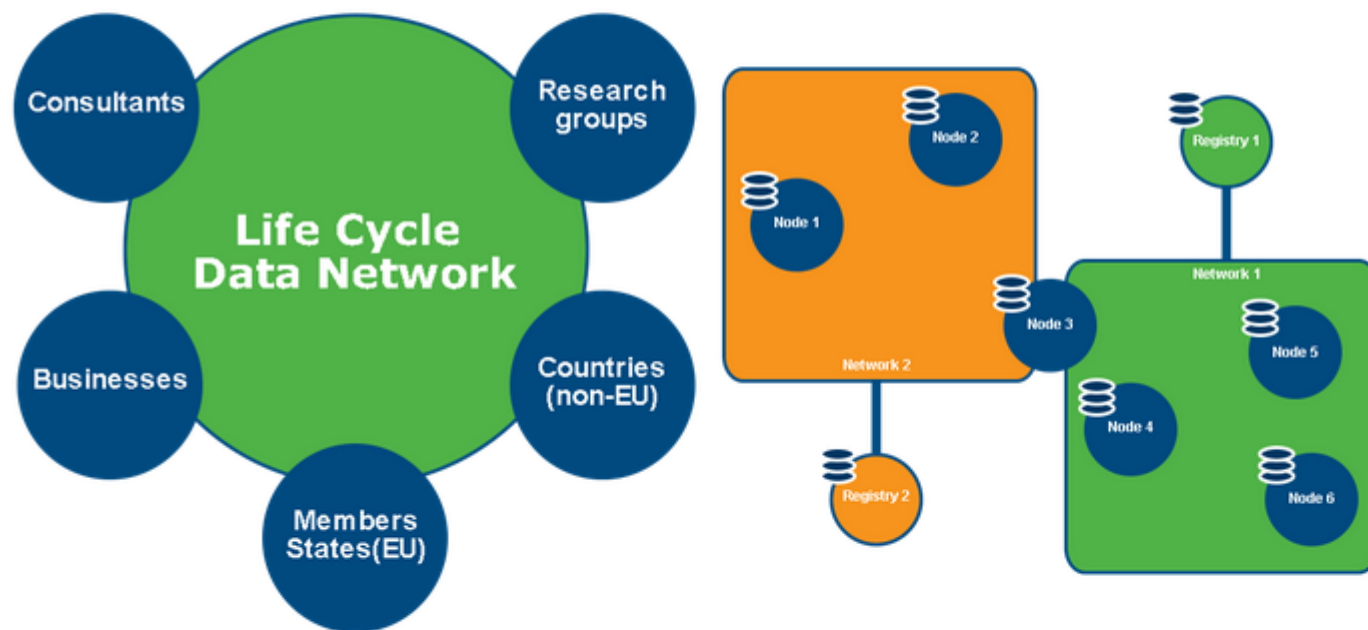 Consultants
Research
groups
Life Cycle
Data Network
Businesses
Countries
(non-EU)
Members
States(EU)
Node 2
Node 1
Registry 1
Network 1
Node 3
Node 5
Network 2
Node 4
Registry 2
Node 6